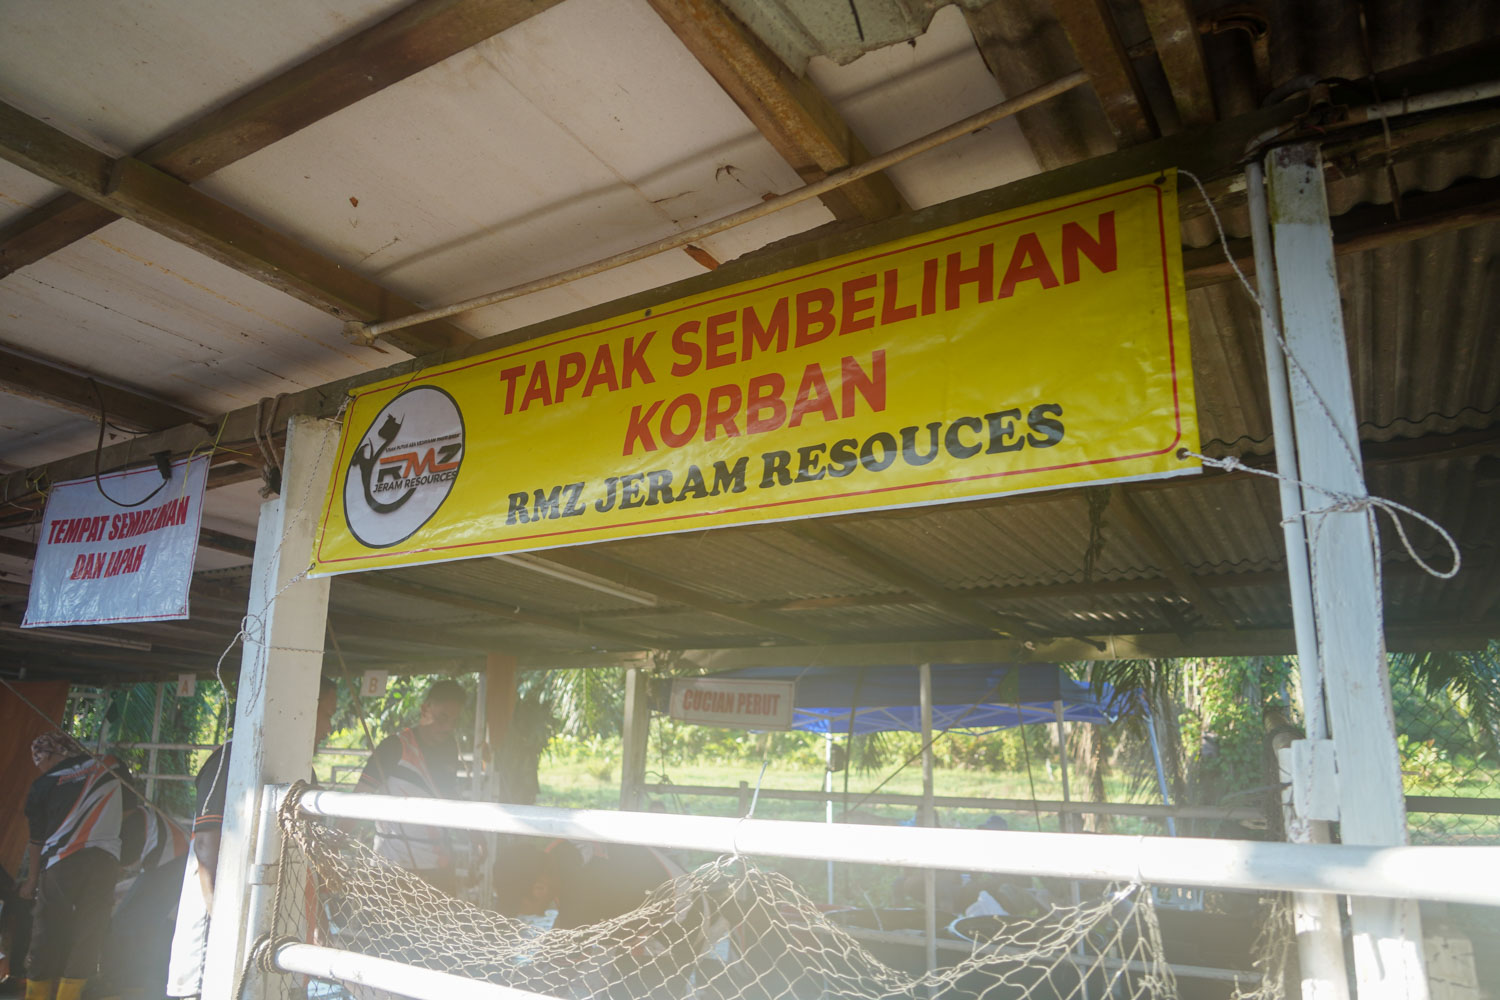 TAPAK SEMBELIHAN
KORBAN
RMZ JERAM RESOUCES
RMZ
JERAM RESOURCES
TEMPAT SEMBELIHAN
DAN LAPAH
A
B
CUCIAN PERUT